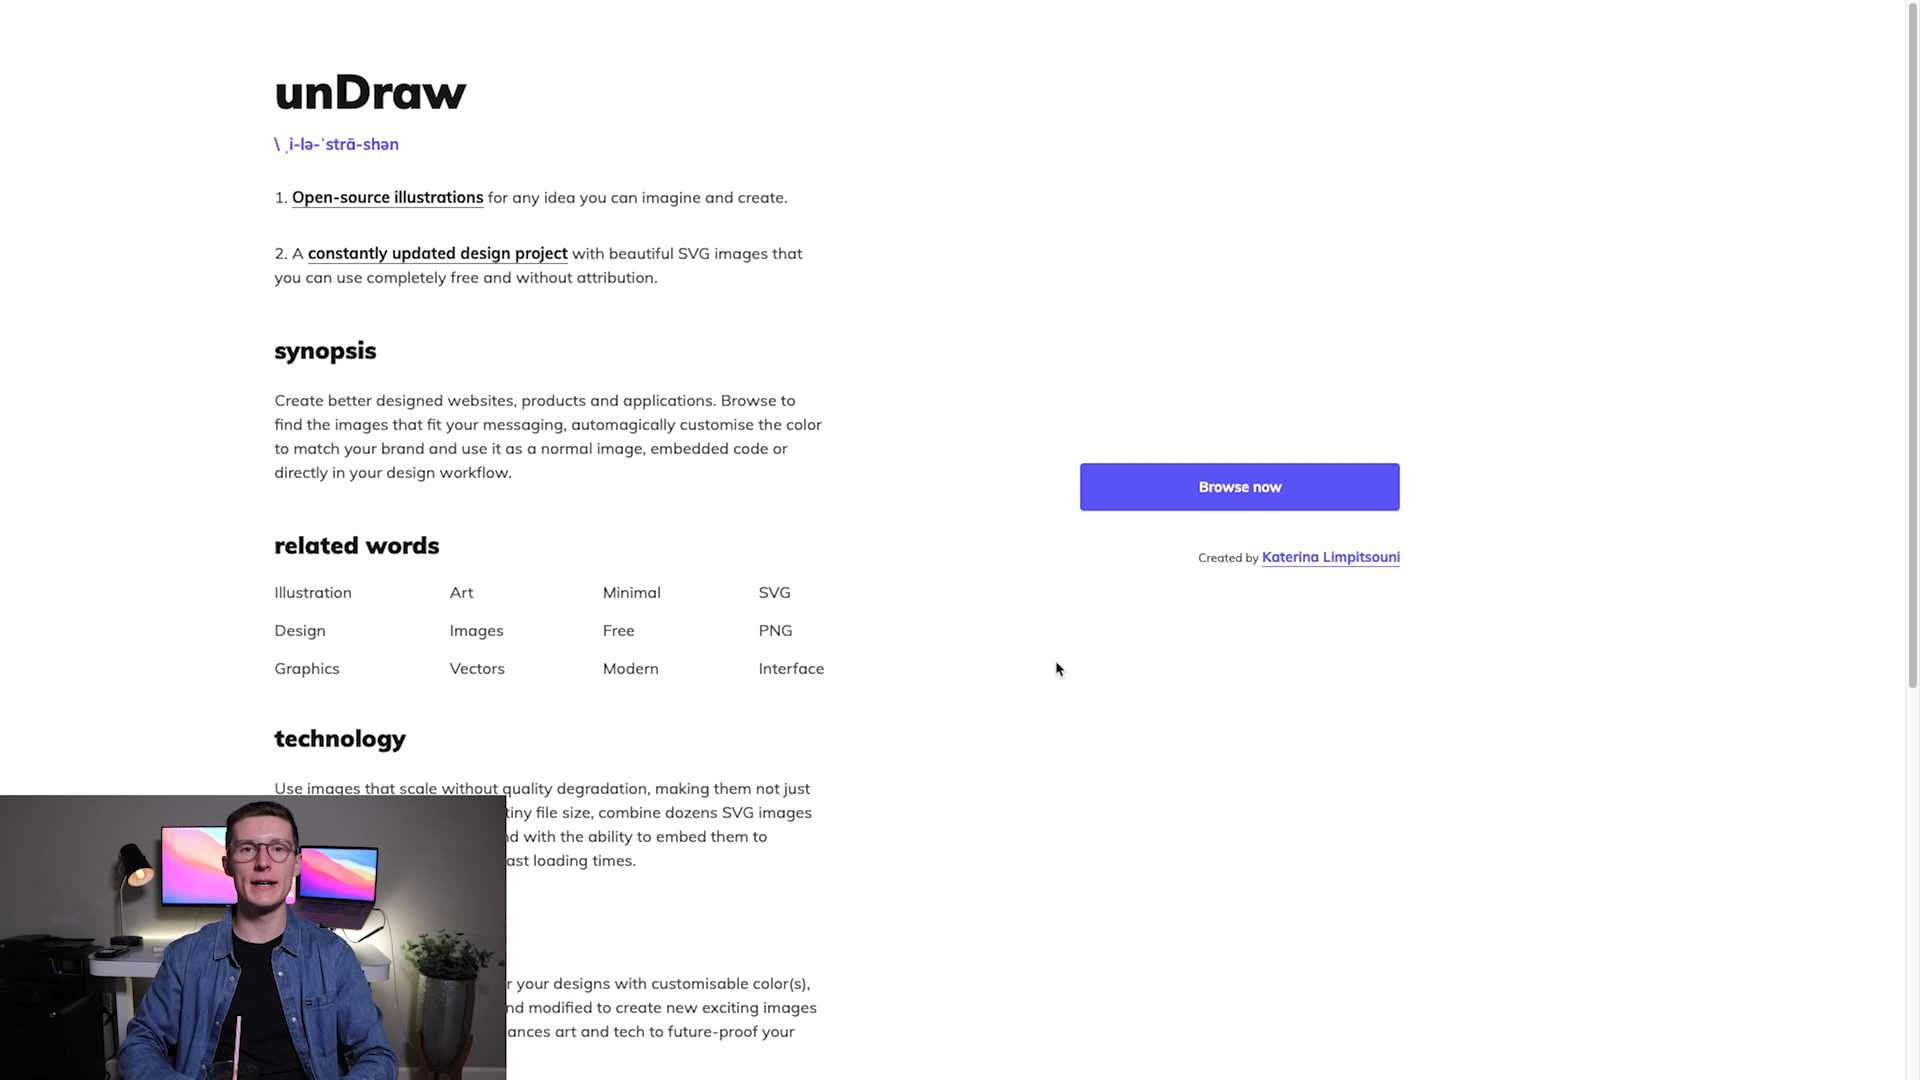 unDraw
\ ˌi-lə-ˈstrā-shən
1. Open-source illustrations for any idea you can imagine and create.
2. A constantly updated design project with beautiful SVG images that
you can use completely free and without attribution.
synopsis
Create better designed websites, products and applications. Browse to
find the images that fit your messaging, automagically customise the color
to match your brand and use it as a normal image, embedded code or
directly in your design workflow.
Browse now
Created by Katerina Limpitsouni
related words
Illustration Art Minimal SVG
Design Images Free PNG
Graphics Vectors Modern Interface
technology
Use images that scale without quality degradation, making them not just
tiny file size, combine dozens SVG images
with the ability to embed them to
loading times.
your designs with customisable color(s),
modified to create new exciting images
art and tech to future-proof your